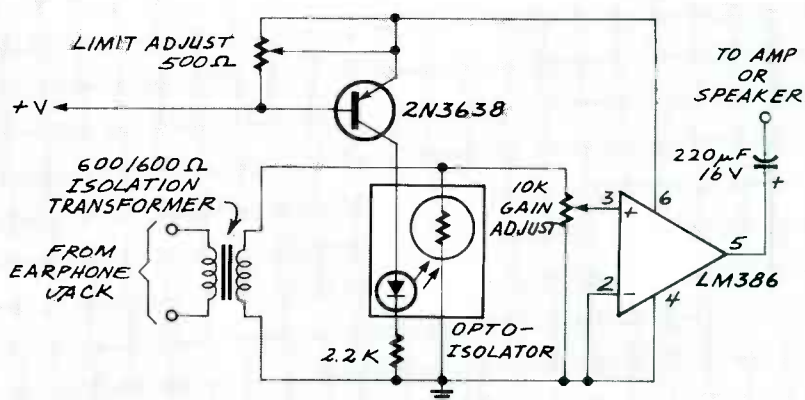 LIMIT ADJUST
500Ω
+V
2N3638
TO AMP
OR
SPEAKER
220µF
16V
+
600/600Ω
ISOLATION
TRANSFORMER
FROM
EARPHONE
JACK
10K
GAIN
ADJUST
3
+
6
5
2
-
4
LM386
OPTO-
ISOLATOR
2.2K